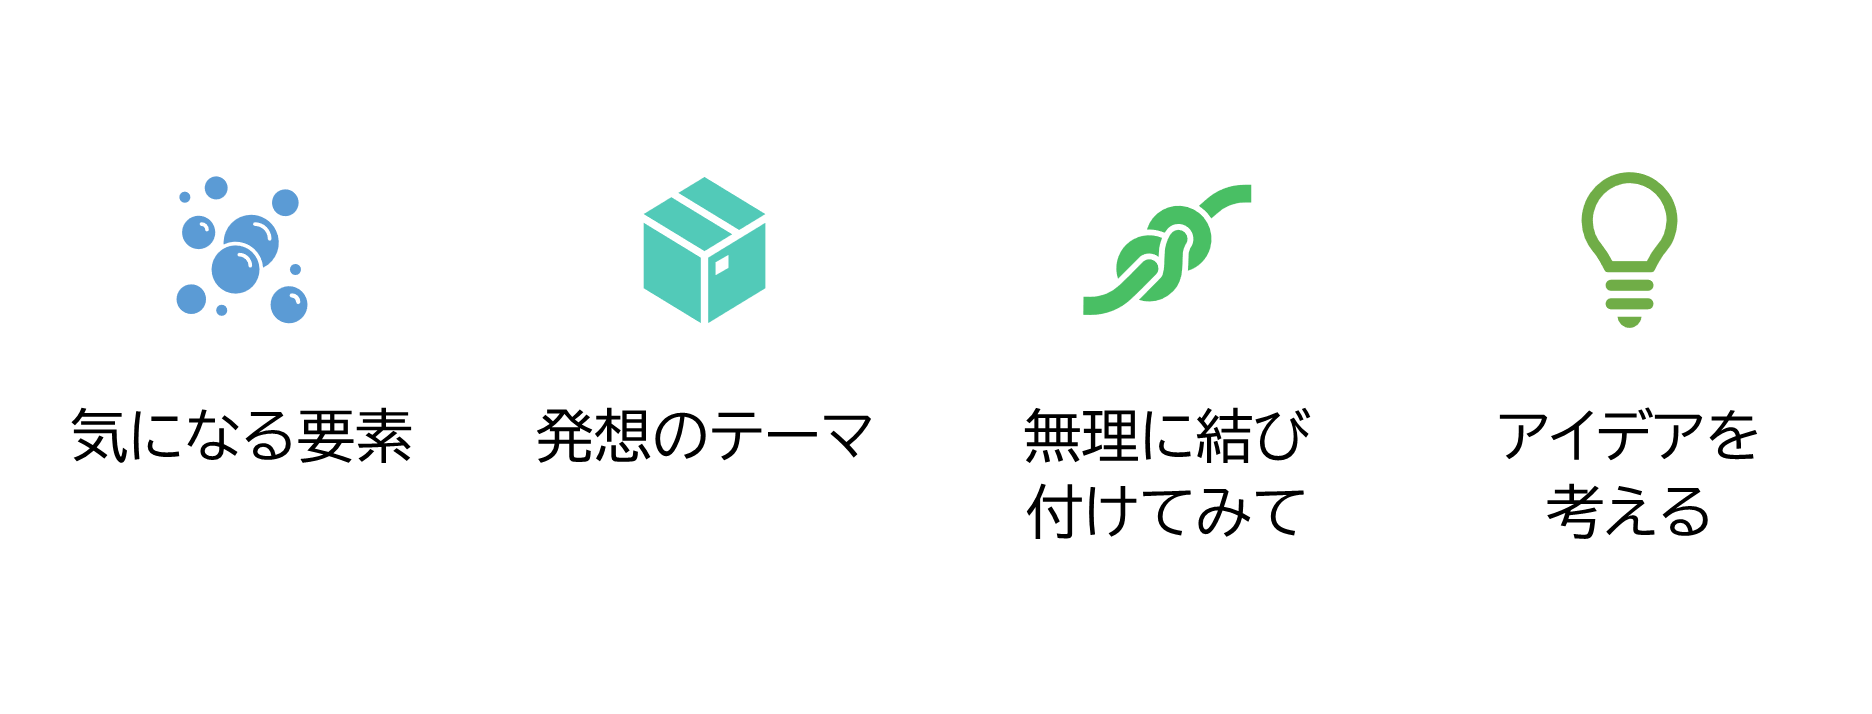 気になる要素
発想のテーマ
無理に結び
付けてみて
アイデアを
考える